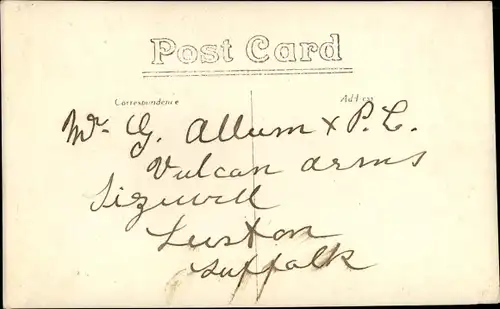 Post Card
Correspondence Address
Mr. G. Allum & P.C.
Vulcan Arms
Sizewell
Leiston
Suffolk